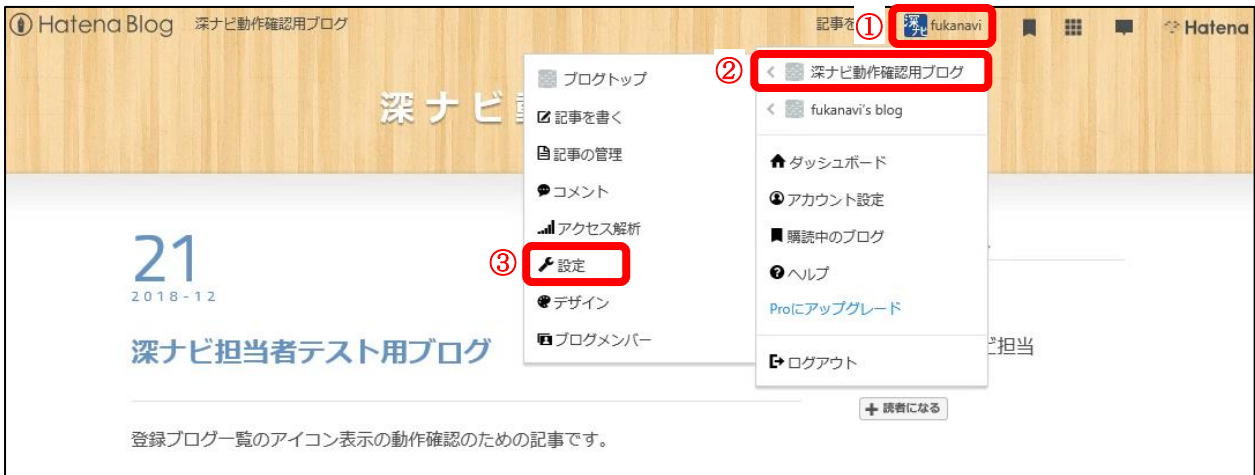 Hatena Blog 深ナビ動作確認用ブログ 記事を ① fukanavi Hatena
深ナビ
② 深ナビ動作確認用ブログ
fukanavi's blog
ダッシュボード
アカウント設定
購読中のブログ
ヘルプ
Proにアップグレード
ログアウト
ブログトップ
記事を書く
記事の管理
コメント
アクセス解析
③ 設定
デザイン
ブログメンバー
21
2018-12
深ナビ担当者テスト用ブログ
担当
読者になる
登録ブログ一覧のアイコン表示の動作確認のための記事です。